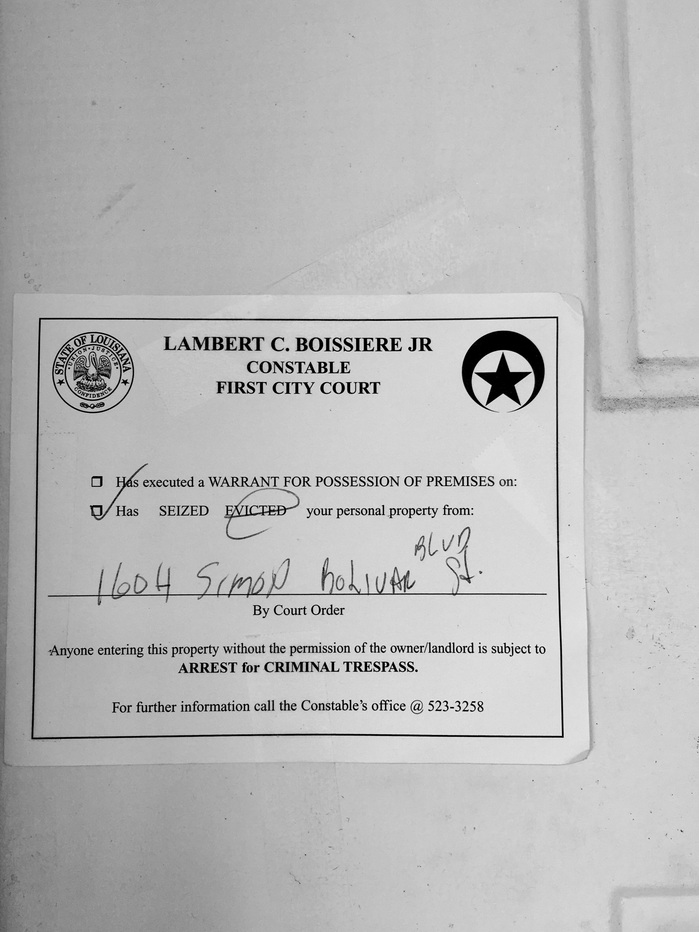 LAMBERT C. BOISSIERE JR
CONSTABLE
FIRST CITY COURT
STATE OF LOUISIANA
UNION · JUSTICE
CONFIDENCE
Has executed a WARRANT FOR POSSESSION OF PREMISES on:
Has SEIZED EVICTED your personal property from:
BLVD
1604 SIMON BOLIVAR St.
By Court Order
Anyone entering this property without the permission of the owner/landlord is subject to
ARREST for CRIMINAL TRESPASS.
For further information call the Constable's office @ 523-3258